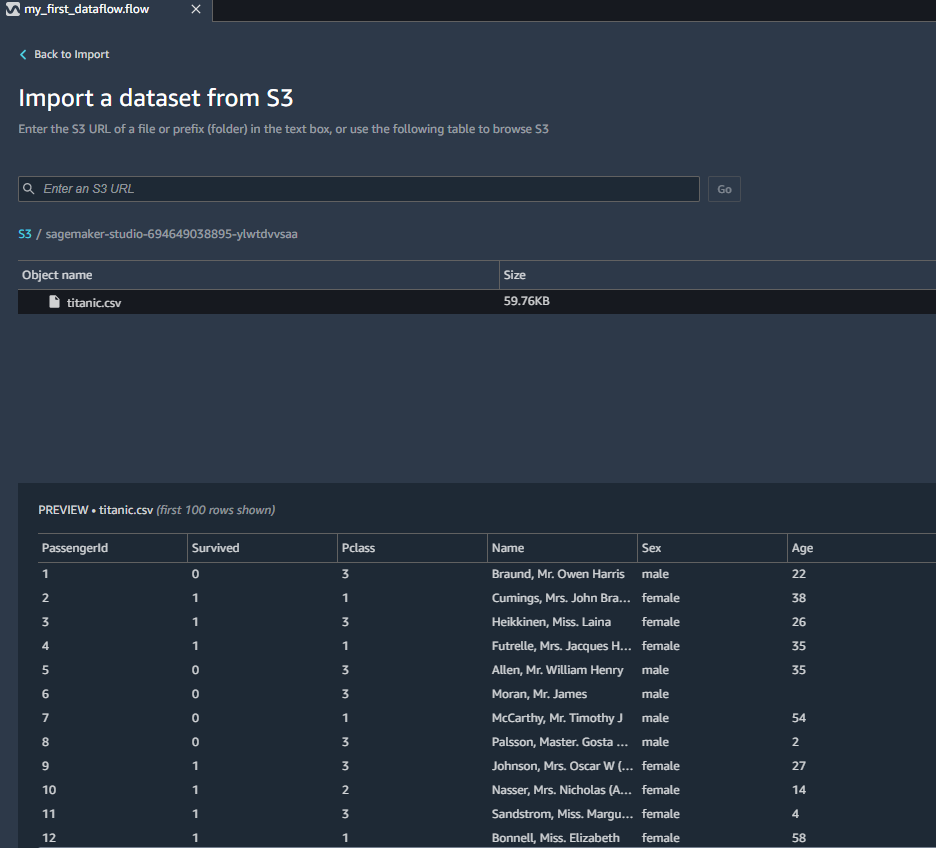 my_first_dataflow.flow
Back to Import
Import a dataset from S3
Enter the S3 URL of a file or prefix (folder) in the text box, or use the following table to browse S3
Enter an S3 URL Go
S3 / sagemaker-studio-694649038895-ylwtdvvsaa
Object name Size
titanic.csv 59.76KB
PREVIEW • titanic.csv (first 100 rows shown)
PassengerId Survived Pclass Name Sex Age
1 0 3 Braund, Mr. Owen Harris male 22
2 1 1 Cumings, Mrs. John Bra... female 38
3 1 3 Heikkinen, Miss. Laina female 26
4 1 1 Futrelle, Mrs. Jacques H... female 35
5 0 3 Allen, Mr. William Henry male 35
6 0 3 Moran, Mr. James male
7 0 1 McCarthy, Mr. Timothy J male 54
8 0 3 Palsson, Master. Gosta ... male 2
9 1 3 Johnson, Mrs. Oscar W (... female 27
10 1 2 Nasser, Mrs. Nicholas (A... female 14
11 1 3 Sandstrom, Miss. Margu... female 4
12 1 1 Bonnell, Miss. Elizabeth female 58